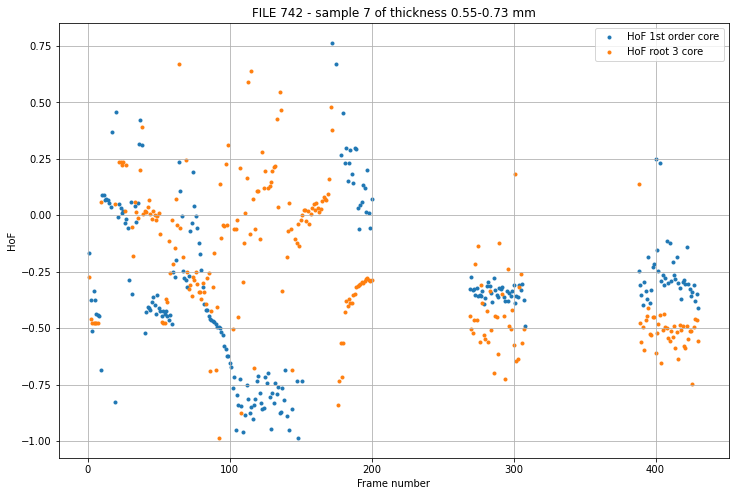 FILE 742 - sample 7 of thickness 0.55-0.73 mm
HoF 1st order core
HoF root 3 core
0.75
0.50
0.25
0.00
−0.25
−0.50
−0.75
−1.00
HoF
0 100 200 300 400
Frame number